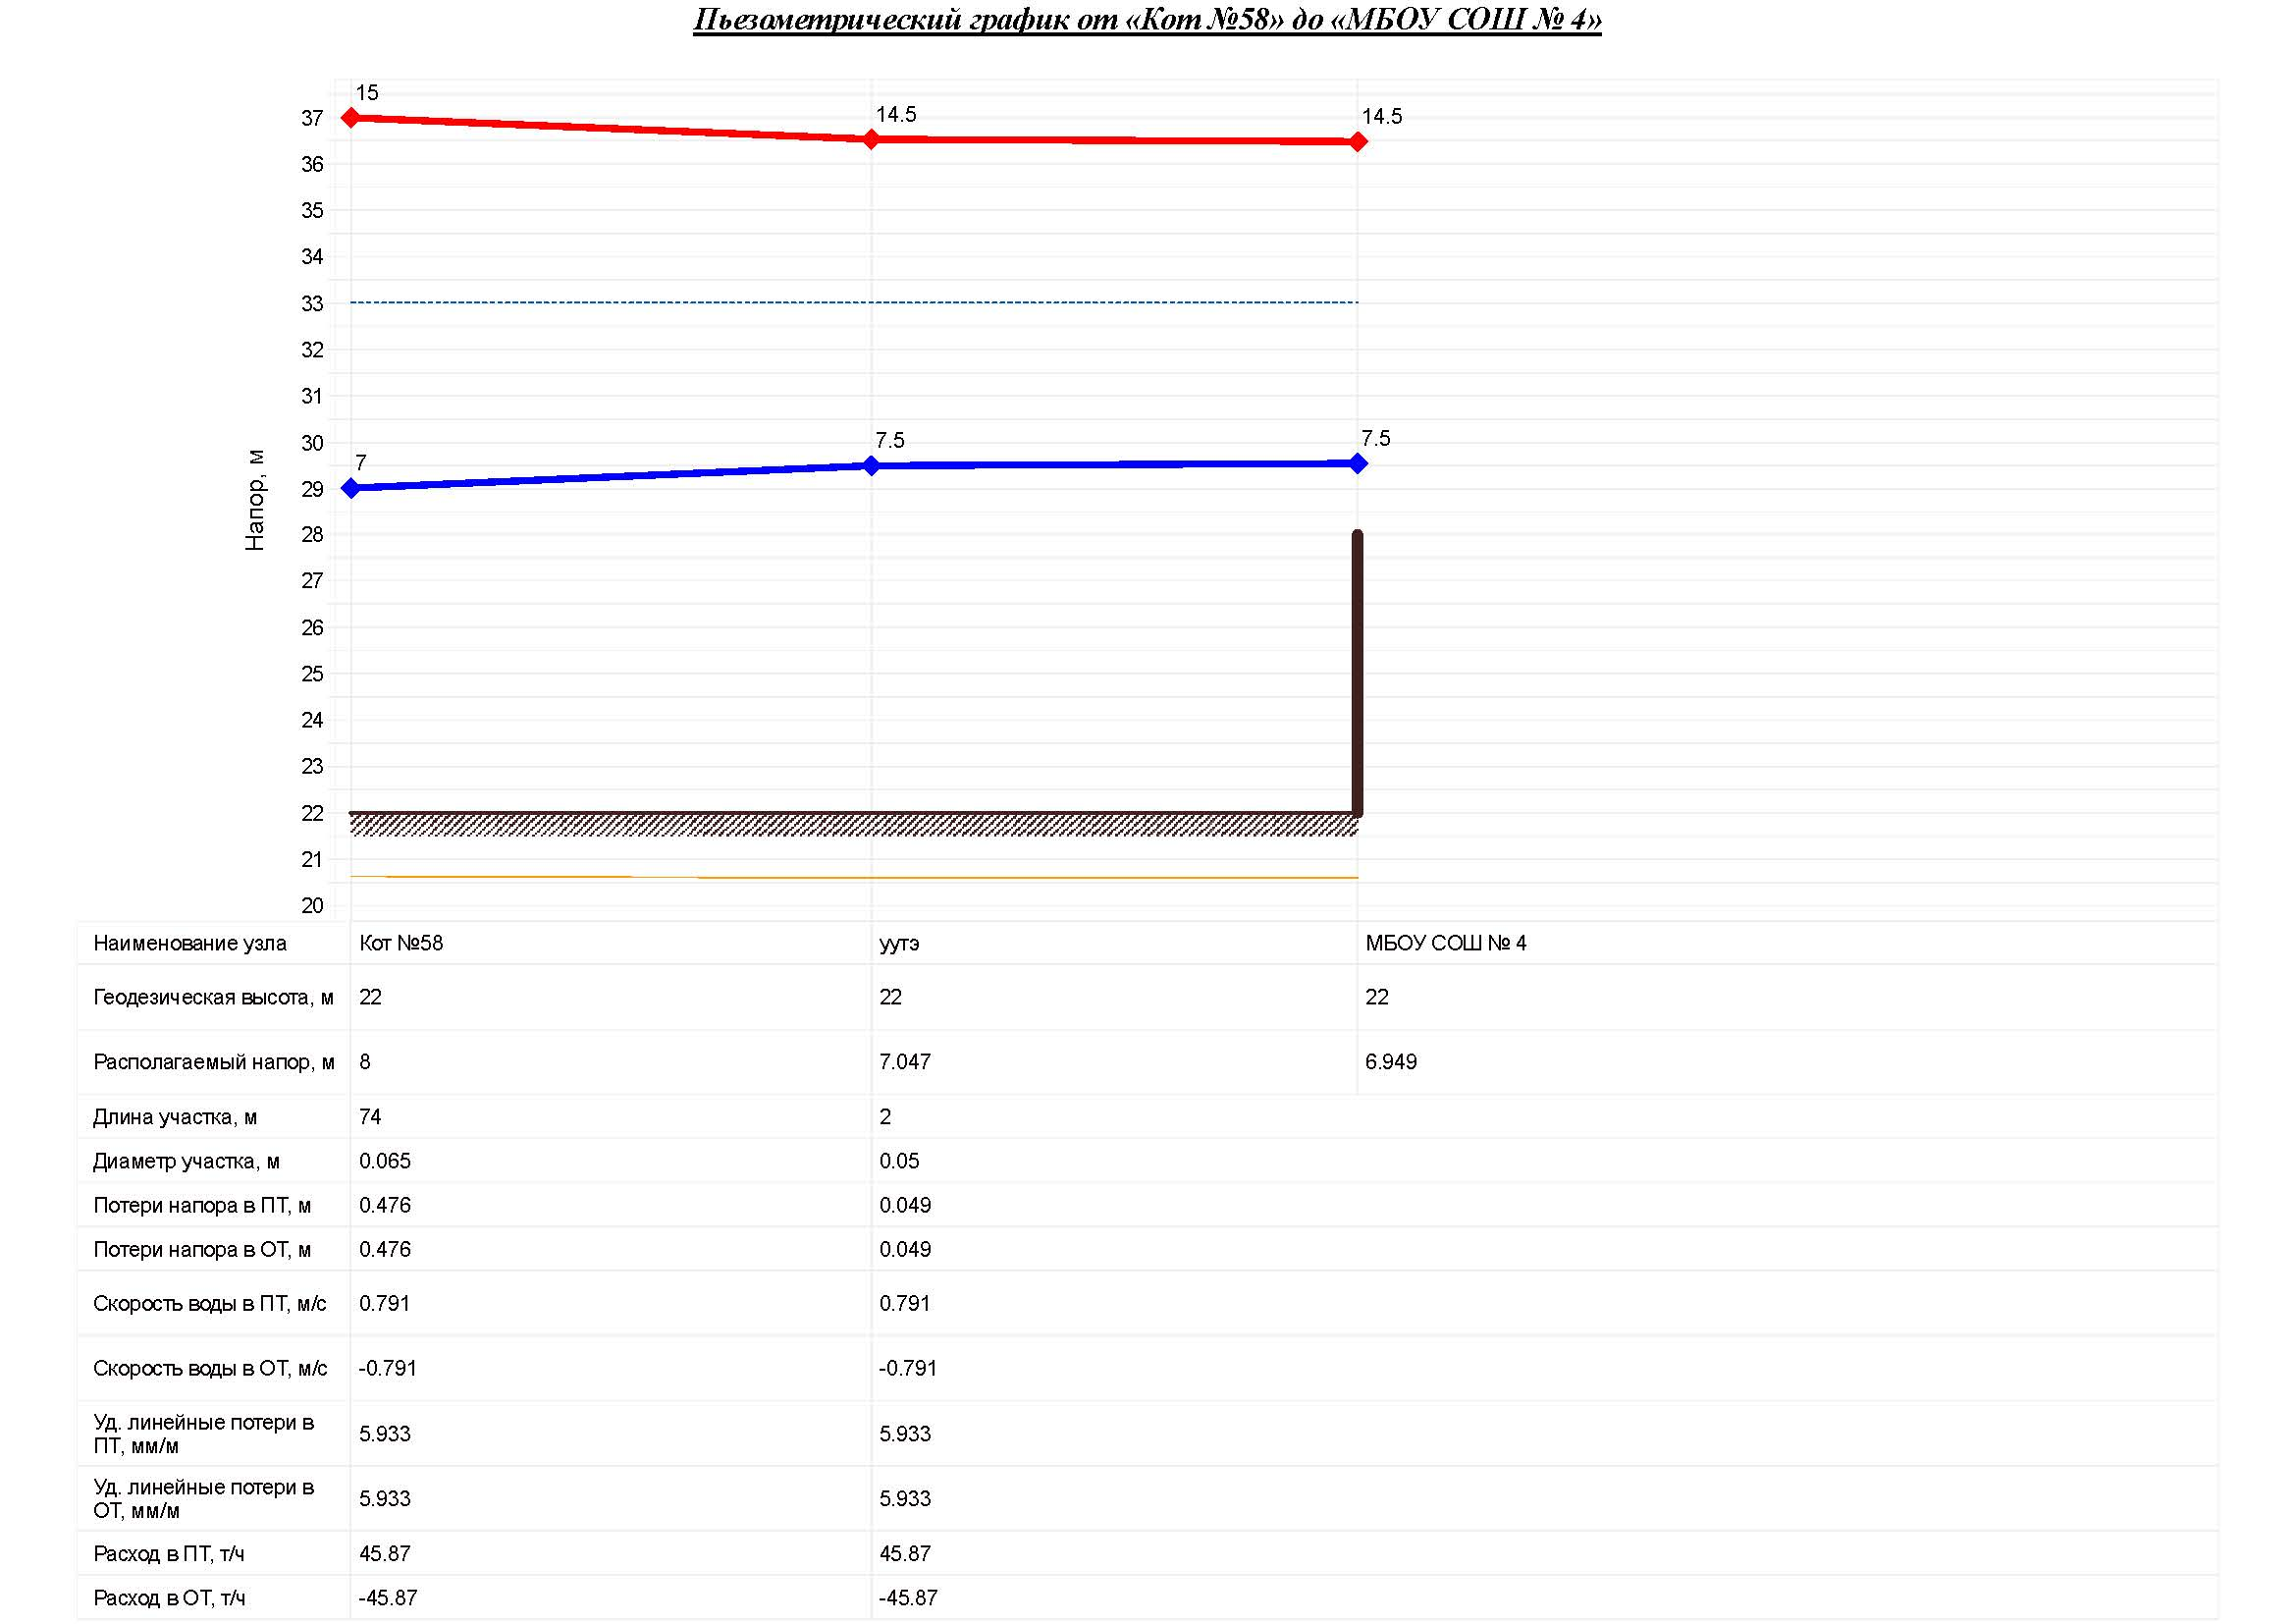 Пьезометрический график от «Кот №58» до «МБОУ СОШ № 4»
15
14.5
14.5
37
36
35
34
33
32
31
30
7.5
7.5
7
29
28
27
26
25
24
23
22
21
20
Напор, м
Наименование узла Кот №58 уутэ МБОУ СОШ № 4
Геодезическая высота, м 22 22 22
Располагаемый напор, м 8 7.047 6.949
Длина участка, м 74 2
Диаметр участка, м 0.065 0.05
Потери напора в ПТ, м 0.476 0.049
Потери напора в ОТ, м 0.476 0.049
Скорость воды в ПТ, м/с 0.791 0.791
Скорость воды в ОТ, м/с -0.791 -0.791
Уд. линейные потери в
ПТ, мм/м 5.933 5.933
Уд. линейные потери в
ОТ, мм/м 5.933 5.933
Расход в ПТ, т/ч 45.87 45.87
Расход в ОТ, т/ч -45.87 -45.87